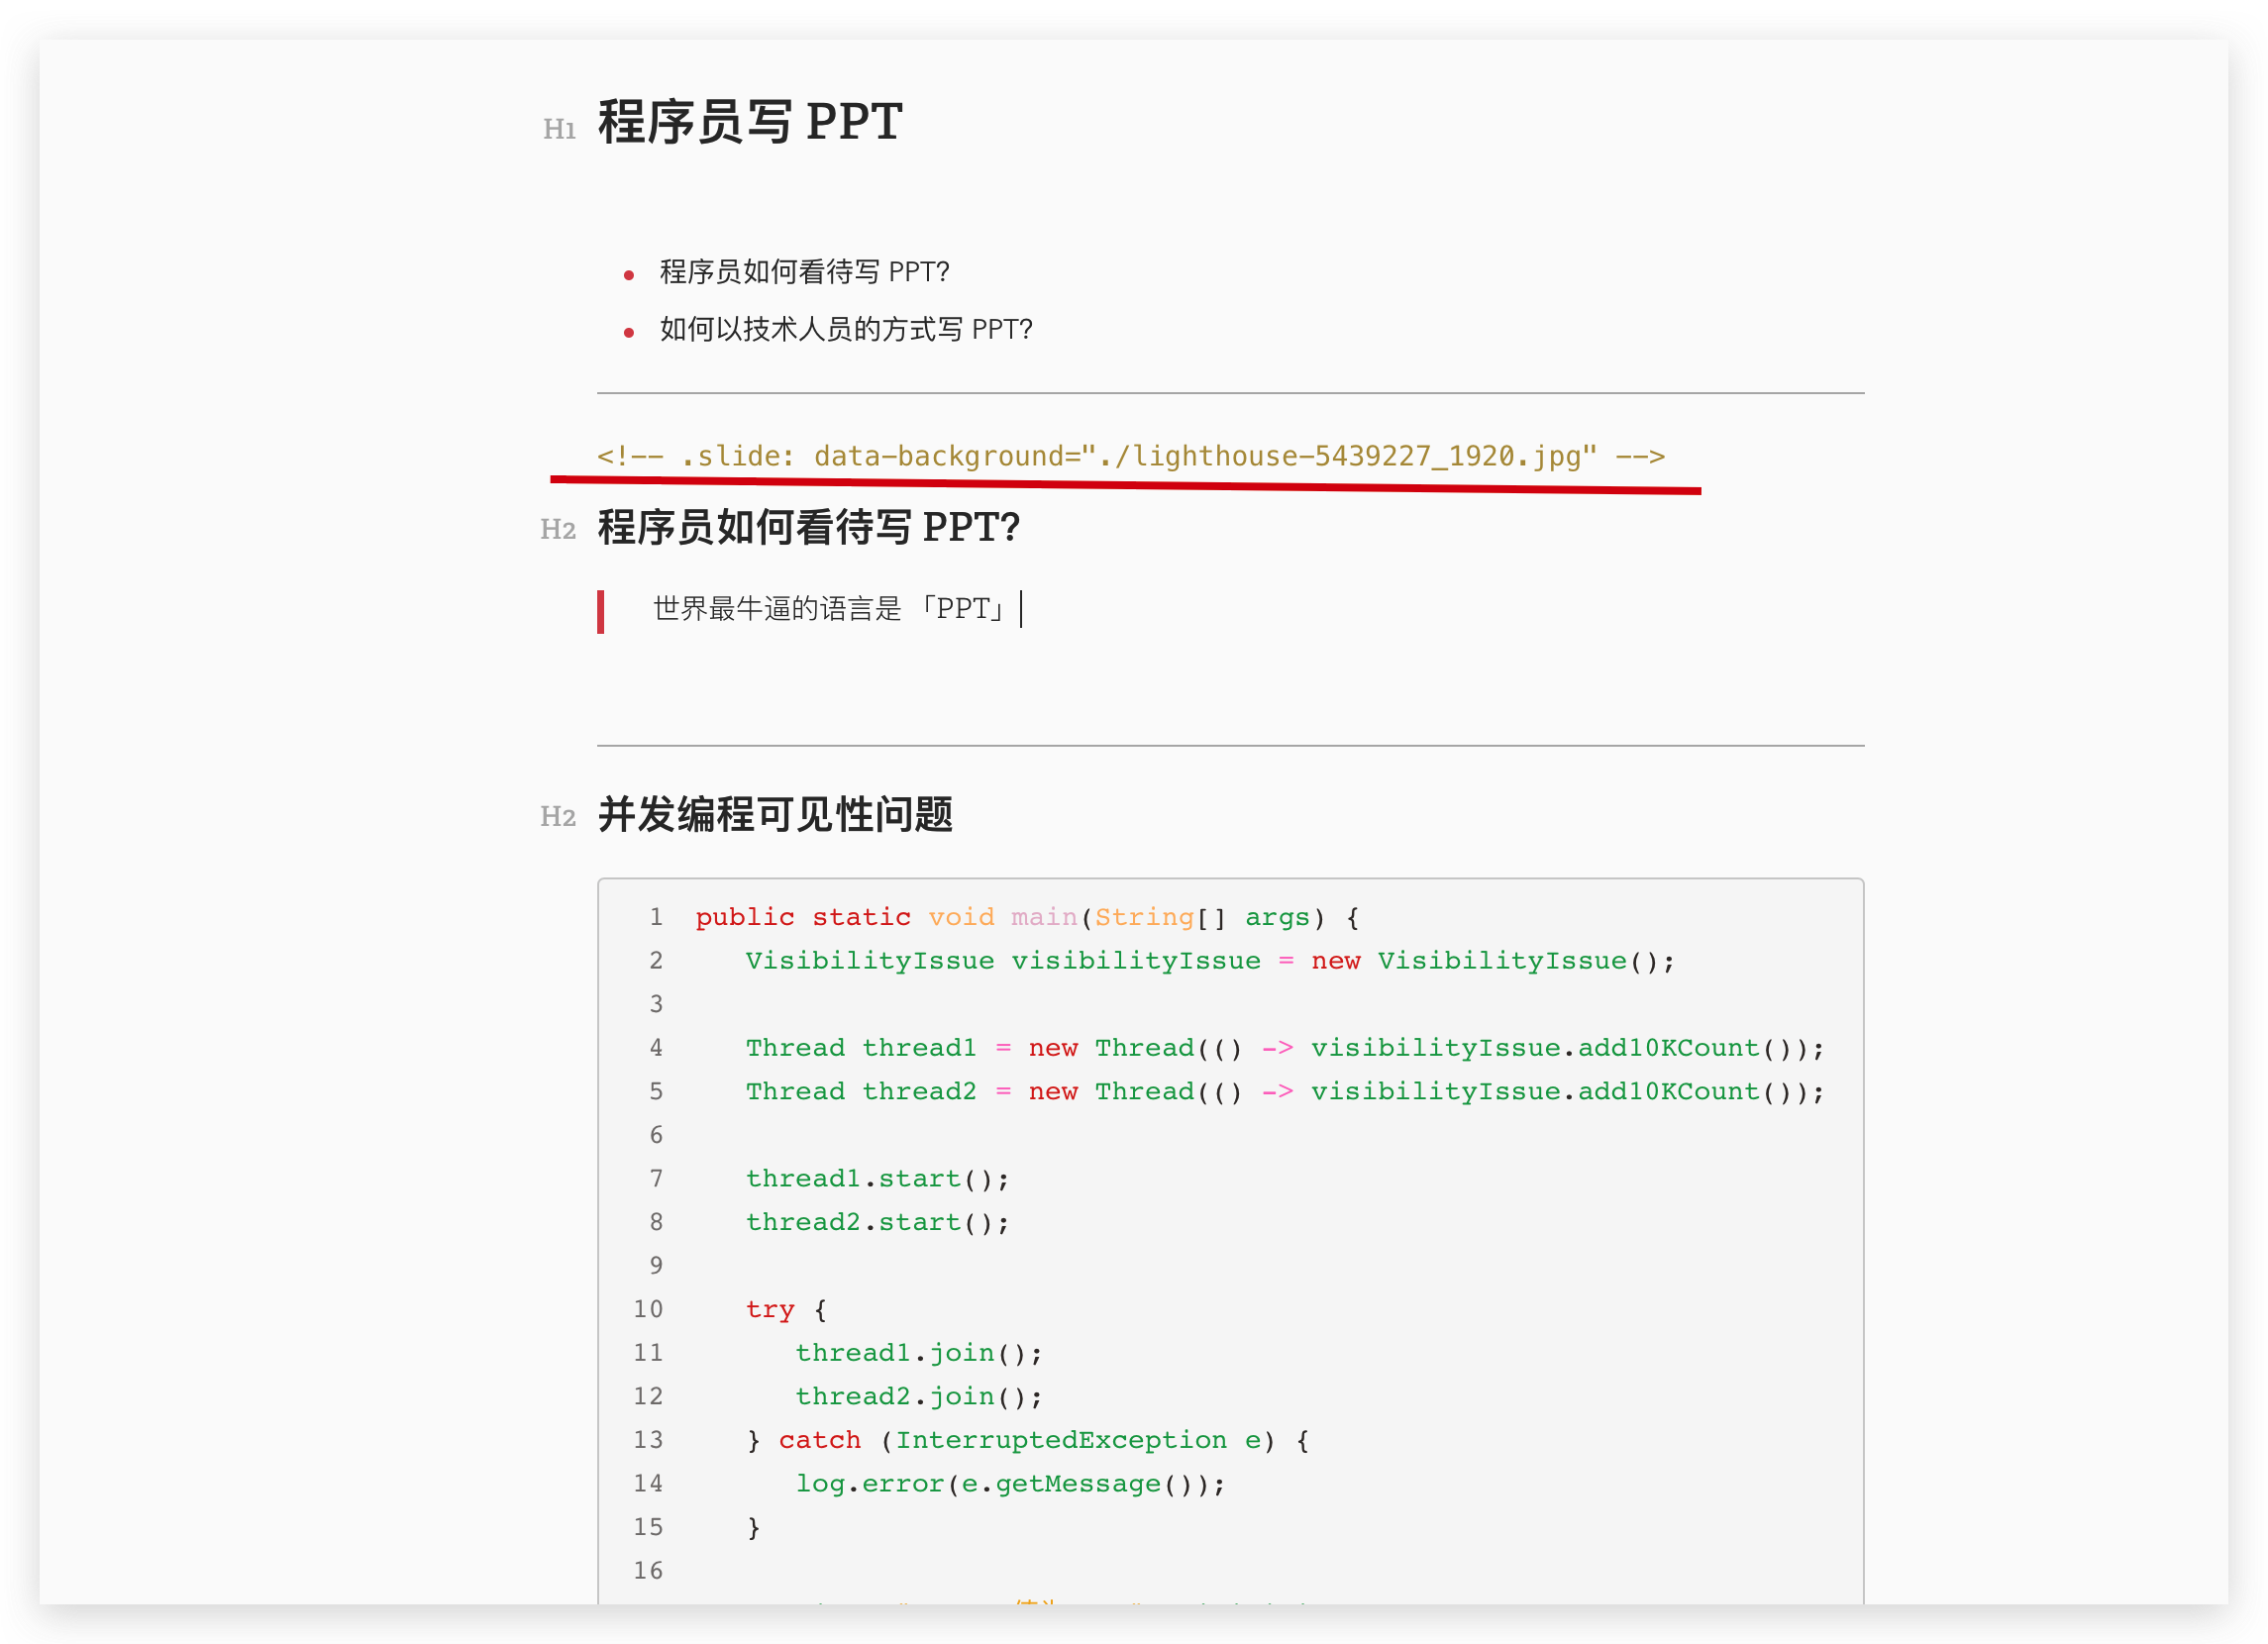 H1 程序员写 PPT
程序员如何看待写 PPT?
如何以技术人员的方式写 PPT?
<!-- .slide: data-background="./lighthouse-5439227_1920.jpg" -->
H2 程序员如何看待写 PPT?
世界最牛逼的语言是 「PPT」
H2 并发编程可见性问题
1 public static void main(String[] args) {
2 VisibilityIssue visibilityIssue = new VisibilityIssue();
3
4 Thread thread1 = new Thread(() -> visibilityIssue.add10KCount());
5 Thread thread2 = new Thread(() -> visibilityIssue.add10KCount());
6
7 thread1.start();
8 thread2.start();
9
10 try {
11 thread1.join();
12 thread2.join();
13 } catch (InterruptedException e) {
14 log.error(e.getMessage());
15 }
16